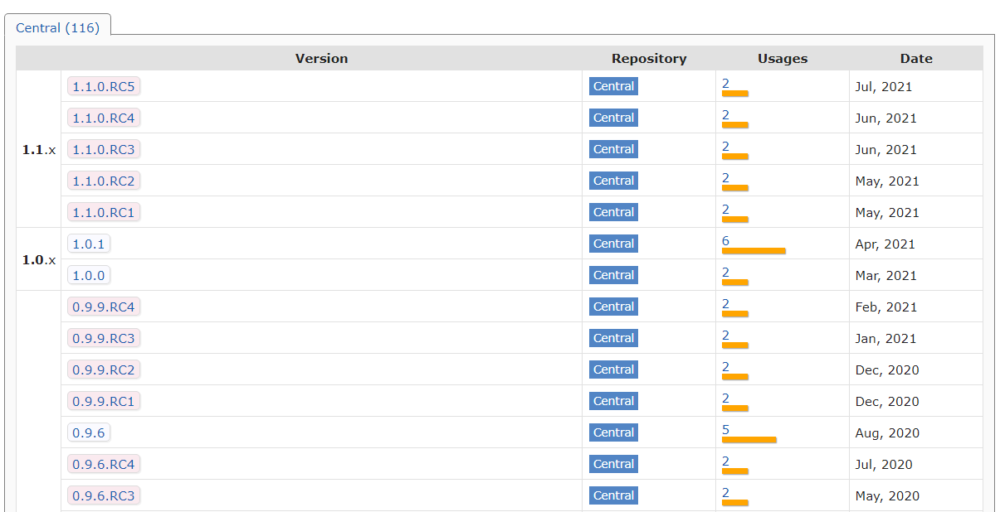 Central (116)
Version Repository Usages Date
1.1.0.RC5 Central 2 Jul, 2021
1.1.0.RC4 Central 2 Jun, 2021
1.1.x 1.1.0.RC3 Central 2 Jun, 2021
1.1.0.RC2 Central 2 May, 2021
1.1.0.RC1 Central 2 May, 2021
1.0.x
1.0.1 Central 6 Apr, 2021
1.0.0 Central 2 Mar, 2021
0.9.9.RC4 Central 2 Feb, 2021
0.9.9.RC3 Central 2 Jan, 2021
0.9.9.RC2 Central 2 Dec, 2020
0.9.9.RC1 Central 2 Dec, 2020
0.9.6 Central 5 Aug, 2020
0.9.6.RC4 Central 2 Jul, 2020
0.9.6.RC3 Central 2 May, 2020